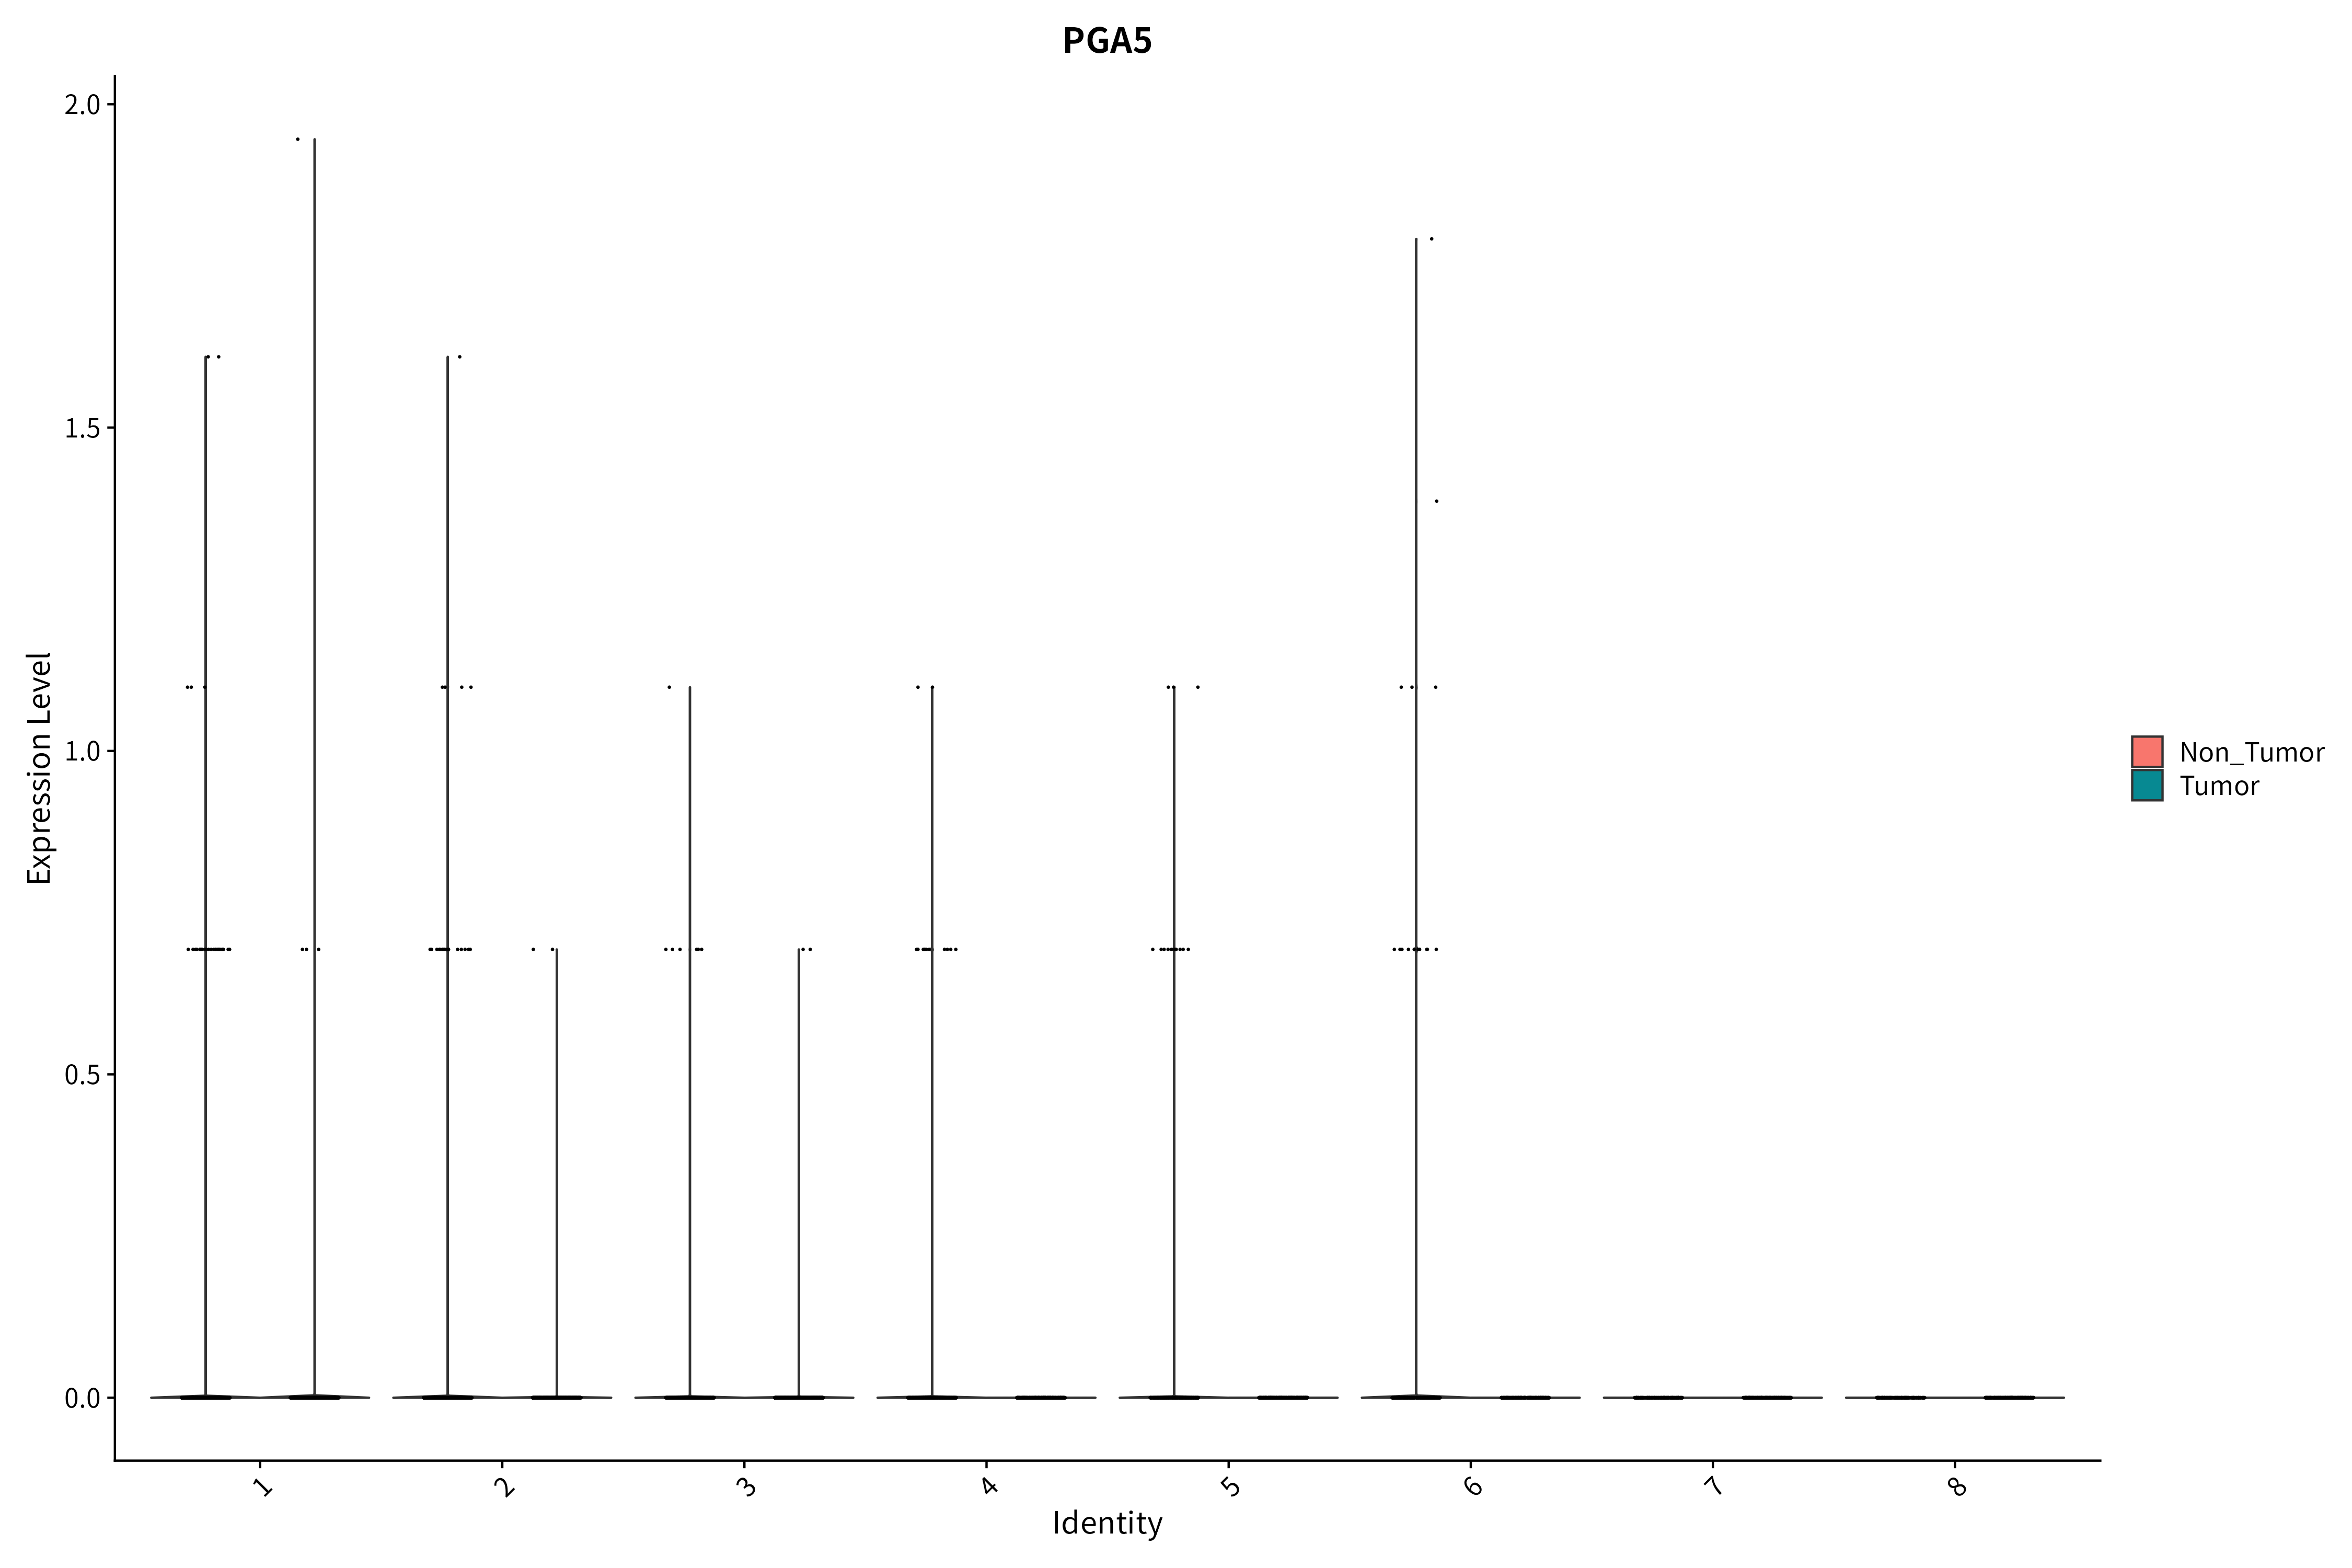 PGA5
2.0
1.5
1.0
0.5
0.0
Expression Level
1
2
3
4
5
6
7
8
Identity
Non_Tumor
Tumor